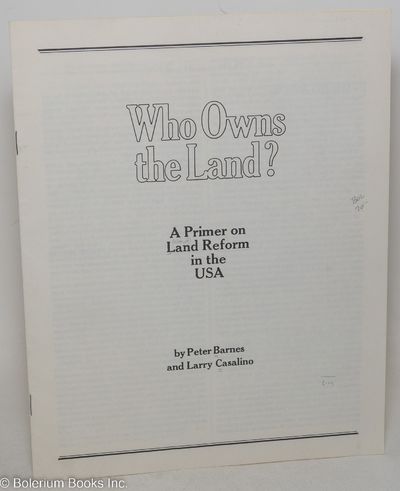 Who Owns
the Land?
A Primer on
Land Reform
in the
USA
by Peter Barnes
and Larry Casalino
© Bolerium Books Inc.